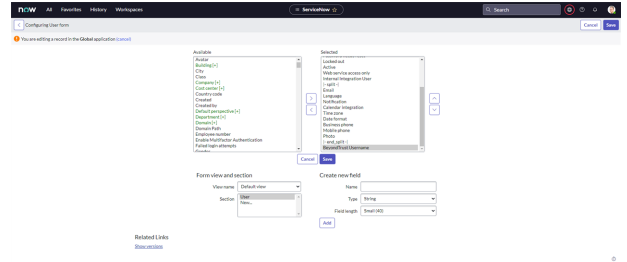 now All Favorites History Workspaces
ServiceNow
Search
Configuring User form
Cancel Save
You are editing a record in the Global application (cancel)
Available
Avatar
Building [+]
City
Class
Company [+]
Cost center [+]
Country code
Created
Created by
Default perspective [+]
Department [+]
Domain [+]
Domain Path
Employee number
Enable Multifactor Authentication
Failed login attempts
Selected
Locked out
Active
Web service access only
Internal Integration User
|- split -|
Email
Language
Notification
Calendar integration
Time zone
Date format
Business phone
Mobile phone
Photo
|- end_split -|
BeyondTrust Username
Cancel Save
Form view and section
View name Default view
Section User
New...
Create new field
Name
Type String
Field length Small (40)
Add
Related Links
Show versions